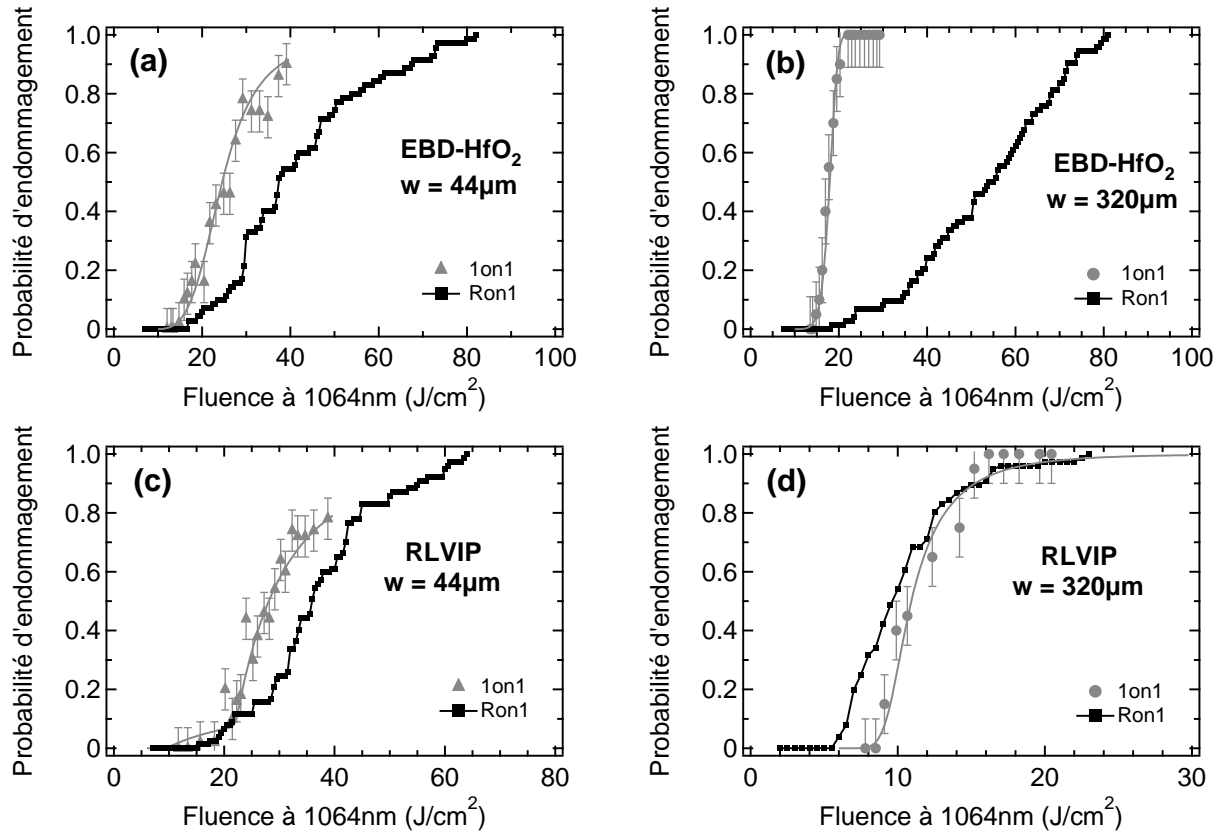 Probabilité d'endommagement
1.0
0.8
0.6
0.4
0.2
0
(a)
EBD-HfO2
w = 44µm
1on1
Ron1
0 20 40 60 80 100
Fluence à 1064nm (J/cm2)
Probabilité d'endommagement
1.0
0.8
0.6
0.4
0.2
0
(b)
EBD-HfO2
w = 320µm
1on1
Ron1
0 20 40 60 80 100
Fluence à 1064nm (J/cm2)
Probabilité d'endommagement
1.0
0.8
0.6
0.4
0.2
0
(c)
RLVIP
w = 44µm
1on1
Ron1
0 20 40 60 80
Fluence à 1064nm (J/cm2)
Probabilité d'endommagement
1.0
0.8
0.6
0.4
0.2
0
(d)
RLVIP
w = 320µm
1on1
Ron1
0 10 20 30
Fluence à 1064nm (J/cm2)